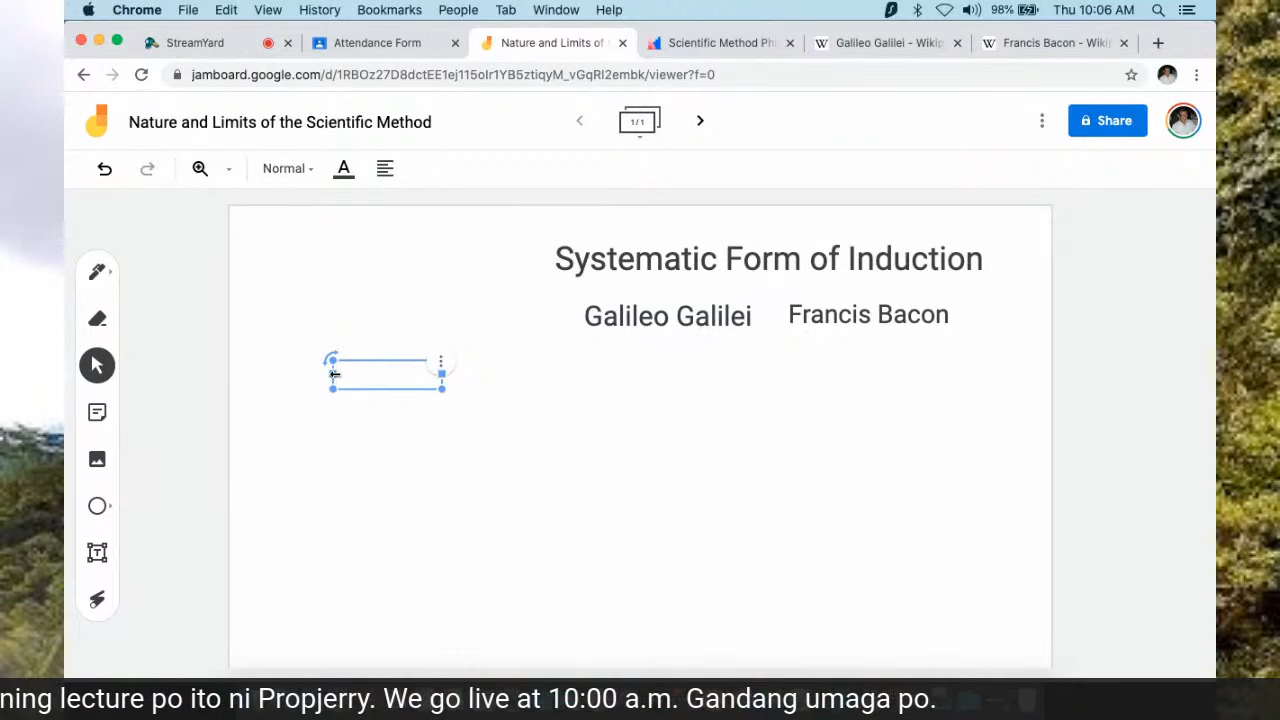 Chrome File Edit View History Bookmarks People Tab Window Help 98% Thu 10:06 AM
StreamYard Attendance Form Nature and Limits of Scientific Method Ph Galileo Galilei - Wikip Francis Bacon - Wikip
jamboard.google.com/d/1RBOz27D8dctEE1ej115oIr1YB5ztiqyM_vGqRI2embk/viewer?f=0
Nature and Limits of the Scientific Method 1/1 Share
Normal A
Systematic Form of Induction
Galileo Galilei Francis Bacon
T
ning lecture po ito ni Propjerry. We go live at 10:00 a.m. Gandang umaga po.